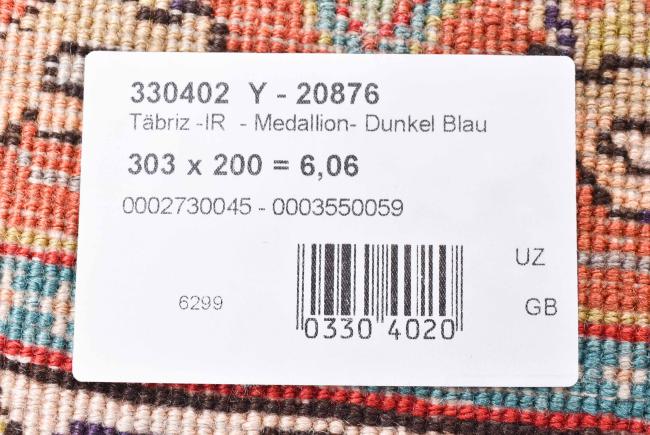 330402 Y - 20876
Täbriz -IR - Medallion- Dunkel Blau
303 x 200 = 6,06
0002730045 - 0003550059
UZ
6299
GB
0330 4020